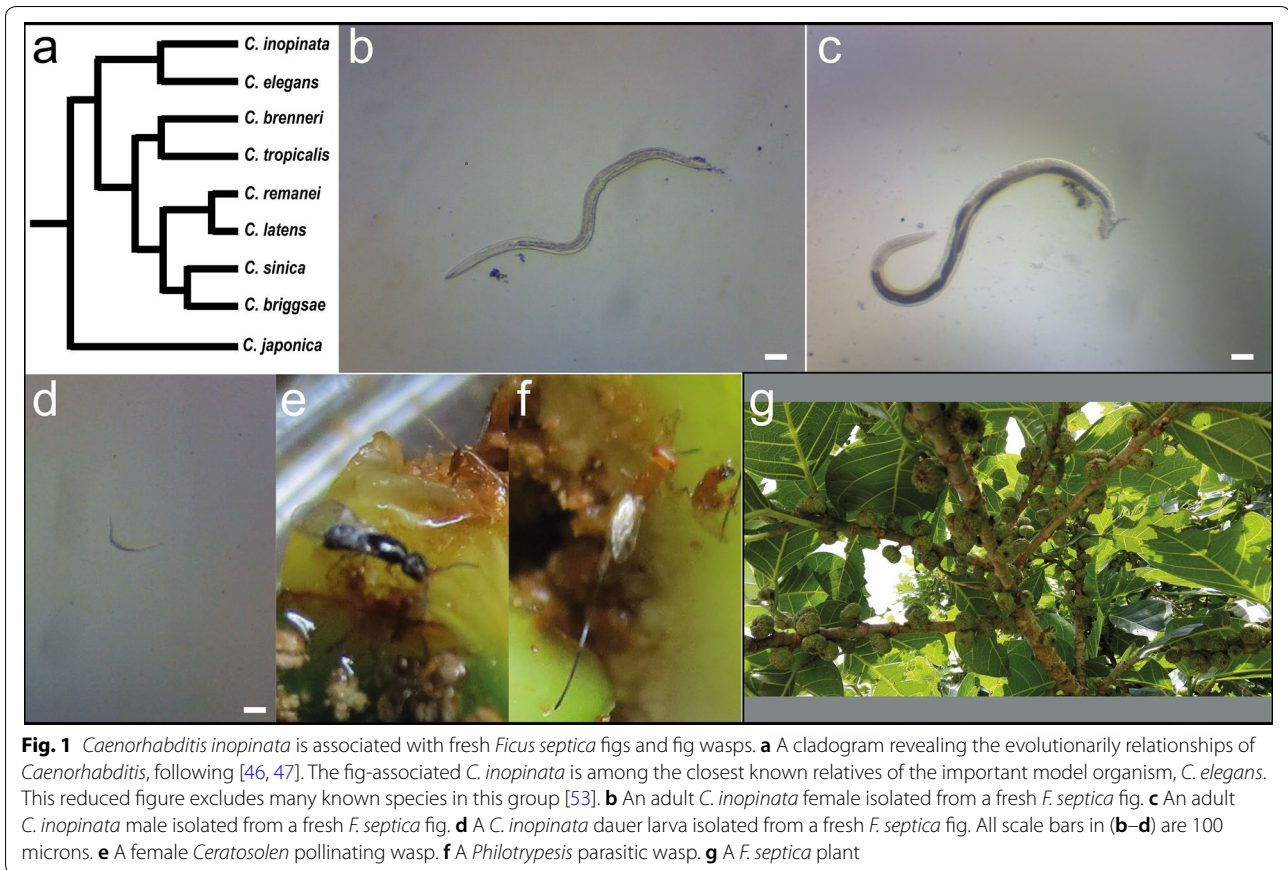 a
C. inopinata
C. elegans
C. brenneri
C. tropicalis
C. remanei
C. latens
C. sinica
C. briggsae
C. japonica
b
c
d
e
f
g
Fig. 1 Caenorhabditis inopinata is associated with fresh Ficus septica figs and fig wasps. a A cladogram revealing the evolutionarily relationships of
Caenorhabditis, following [46, 47]. The fig-associated C. inopinata is among the closest known relatives of the important model organism, C. elegans.
This reduced figure excludes many known species in this group [53]. b An adult C. inopinata female isolated from a fresh F. septica fig. c An adult
C. inopinata male isolated from a fresh F. septica fig. d A C. inopinata dauer larva isolated from a fresh F. septica fig. All scale bars in (b–d) are 100
microns. e A female Ceratosolen pollinating wasp. f A Philotrypesis parasitic wasp. g A F. septica plant